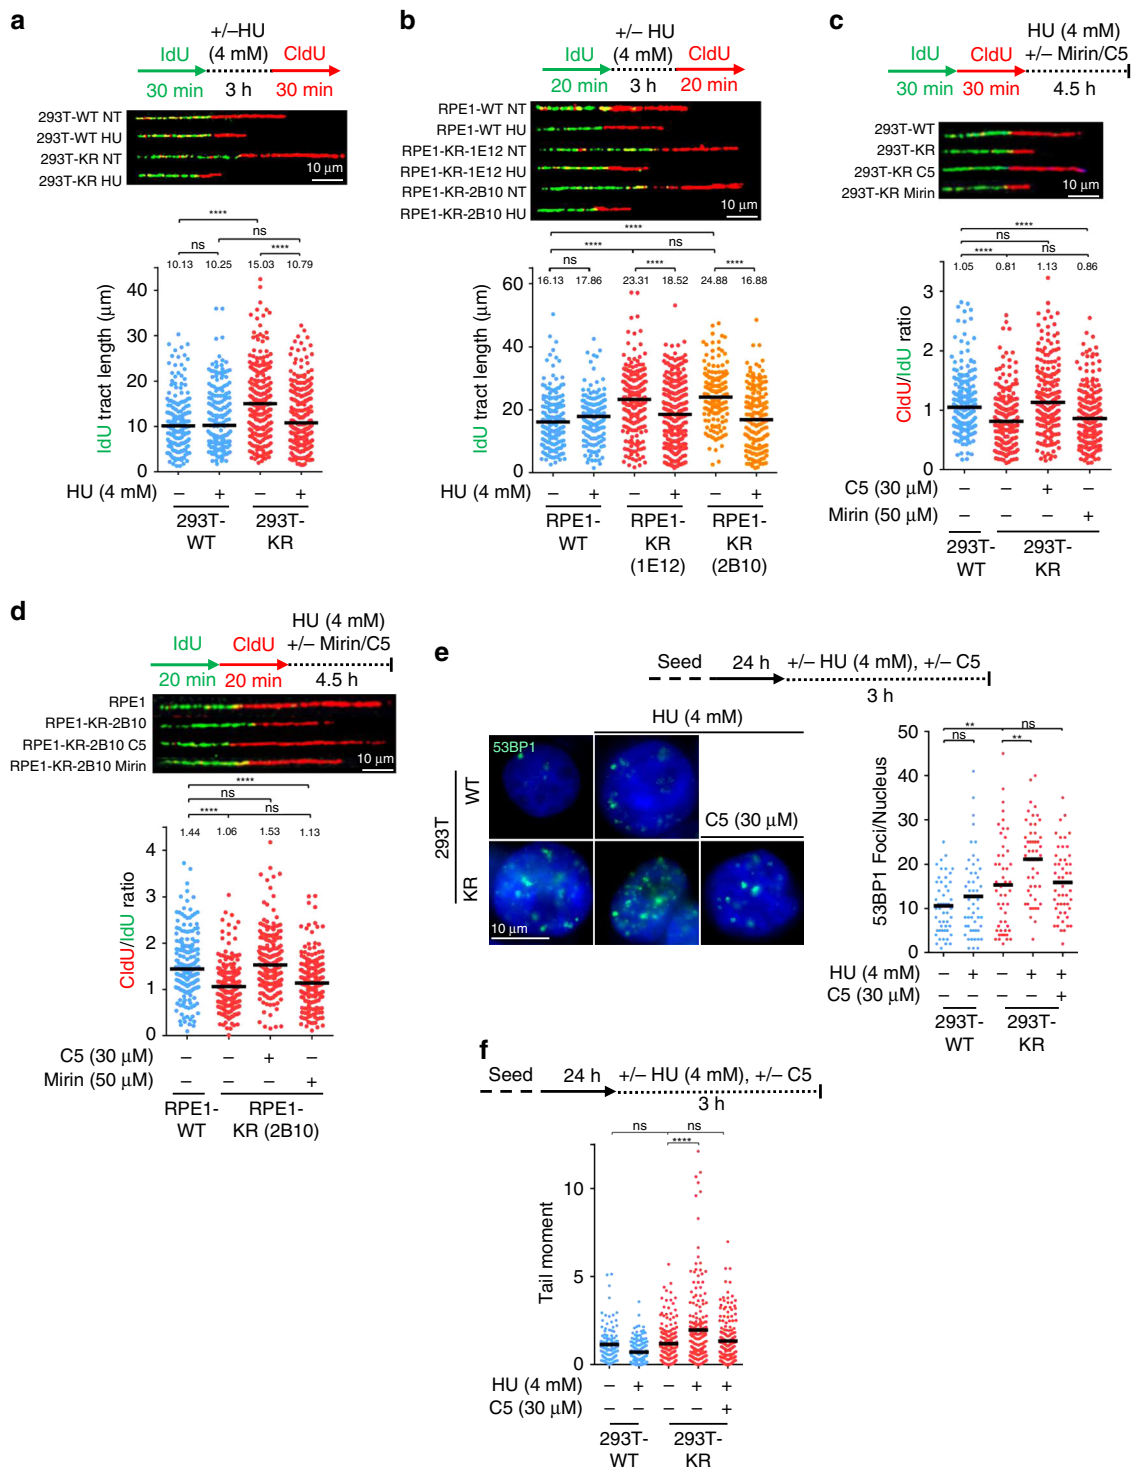 a
+/–HU
IdU (4 mM) CldU
30 min 3 h 30 min
293T-WT NT
293T-WT HU
293T-KR NT
293T-KR HU
10 µm
****
ns
ns ****
10.13 10.25 15.03 10.79
IdU tract length (µm)
50
40
30
20
10
0
HU (4 mM) – + – +
293T-WT
293T-KR
b
+/– HU
IdU (4 mM) CldU
20 min 3 h 20 min
RPE1-WT NT
RPE1-WT HU
RPE1-KR-1E12 NT
RPE1-KR-1E12 HU
RPE1-KR-2B10 NT
RPE1-KR-2B10 HU
10 µm
****
**** ns
ns **** ****
16.13 17.86 23.31 18.52 24.88 16.88
IdU tract length (µm)
60
40
20
0
HU (4 mM) – + – + – +
RPE1-WT
RPE1-KR (1E12)
RPE1-KR (2B10)
c
HU (4 mM)
IdU CldU +/– Mirin/C5
30 min 30 min 4.5 h
293T-WT
293T-KR
293T-KR C5
293T-KR Mirin
10 µm
****
ns
**** ns
1.05 0.81 1.13 0.86
CldU/IdU ratio
3
2
1
0
C5 (30 µM) – – + –
Mirin (50 µM) – – – +
293T-WT
293T-KR
d
HU (4 mM)
IdU CldU +/– Mirin/C5
20 min 20 min 4.5 h
RPE1
RPE1-KR-2B10
RPE1-KR-2B10 C5
RPE1-KR-2B10 Mirin
10 µm
****
ns
**** ns
1.44 1.06 1.53 1.13
CldU/IdU ratio
4
3
2
1
0
C5 (30 µM) – – + –
Mirin (50 µM) – – – +
RPE1-WT
RPE1-KR (2B10)
e
Seed 24 h +/– HU (4 mM), +/– C5
3 h
HU (4 mM)
53BP1
293T
WT
C5 (30 µM)
KR
10 µm
** ns
ns **
53BP1 Foci/Nucleus
50
40
30
20
10
0
HU (4 mM) – + – + +
C5 (30 µM) – – – – +
293T-WT
293T-KR
f
Seed 24 h +/– HU (4 mM), +/– C5
3 h
ns ns
****
Tail moment
10
5
0
HU (4 mM) – + – + +
C5 (30 µM) – – – – +
293T-WT
293T-KR